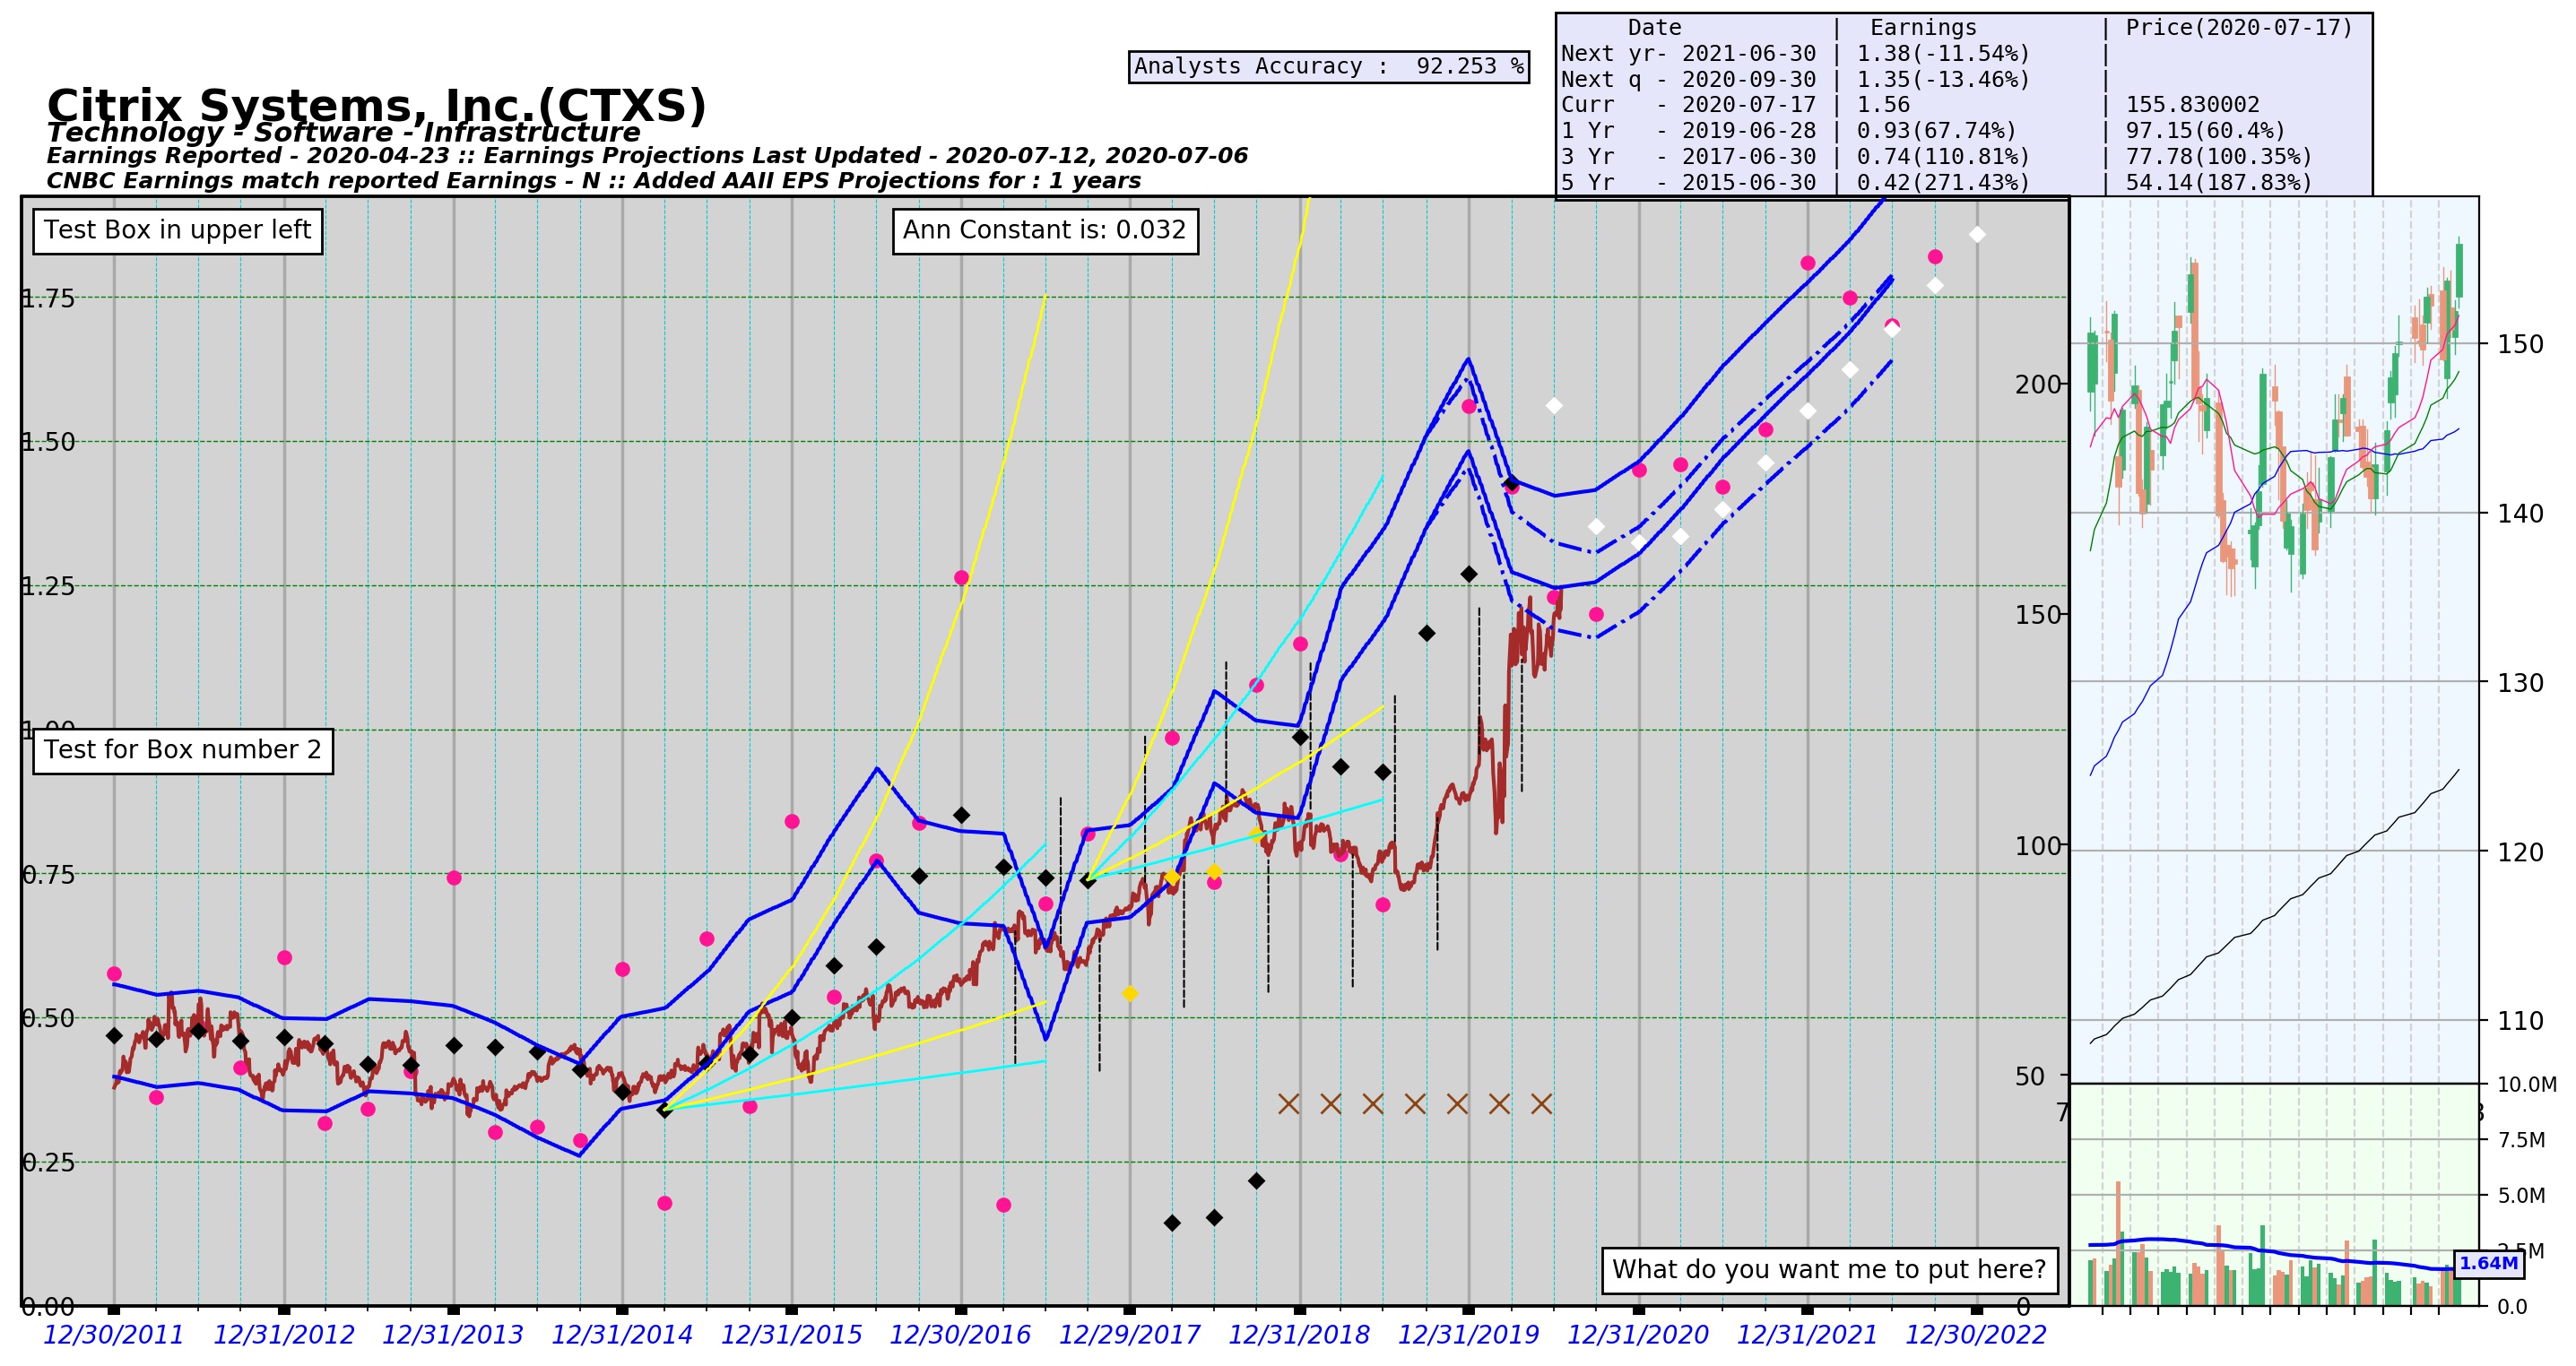 Date | Earnings | Price(2020-07-17)
Next yr- 2021-06-30 | 1.38(-11.54%) |
Next q - 2020-09-30 | 1.35(-13.46%) |
Curr - 2020-07-17 | 1.56 | 155.830002
1 Yr - 2019-06-28 | 0.93(67.74%) | 97.15(60.4%)
3 Yr - 2017-06-30 | 0.74(110.81%) | 77.78(100.35%)
5 Yr - 2015-06-30 | 0.42(271.43%) | 54.14(187.83%)
Analysts Accuracy : 92.253 %
Citrix Systems, Inc.(CTXS)
Technology - Software - Infrastructure
Earnings Reported - 2020-04-23 :: Earnings Projections Last Updated - 2020-07-12, 2020-07-06
CNBC Earnings match reported Earnings - N :: Added AAII EPS Projections for : 1 years
Test Box in upper left
Ann Constant is: 0.032
1.75
1.50
1.25
1.00
Test for Box number 2
0.75
0.50
0.25
0.00
200
150
100
50
0
What do you want me to put here?
12/30/2011 12/31/2012 12/31/2013 12/31/2014 12/31/2015 12/30/2016 12/29/2017 12/31/2018 12/31/2019 12/31/2020 12/31/2021 12/30/2022
150
140
130
120
110
10.0M
7.5M
5.0M
1.64M
0.0